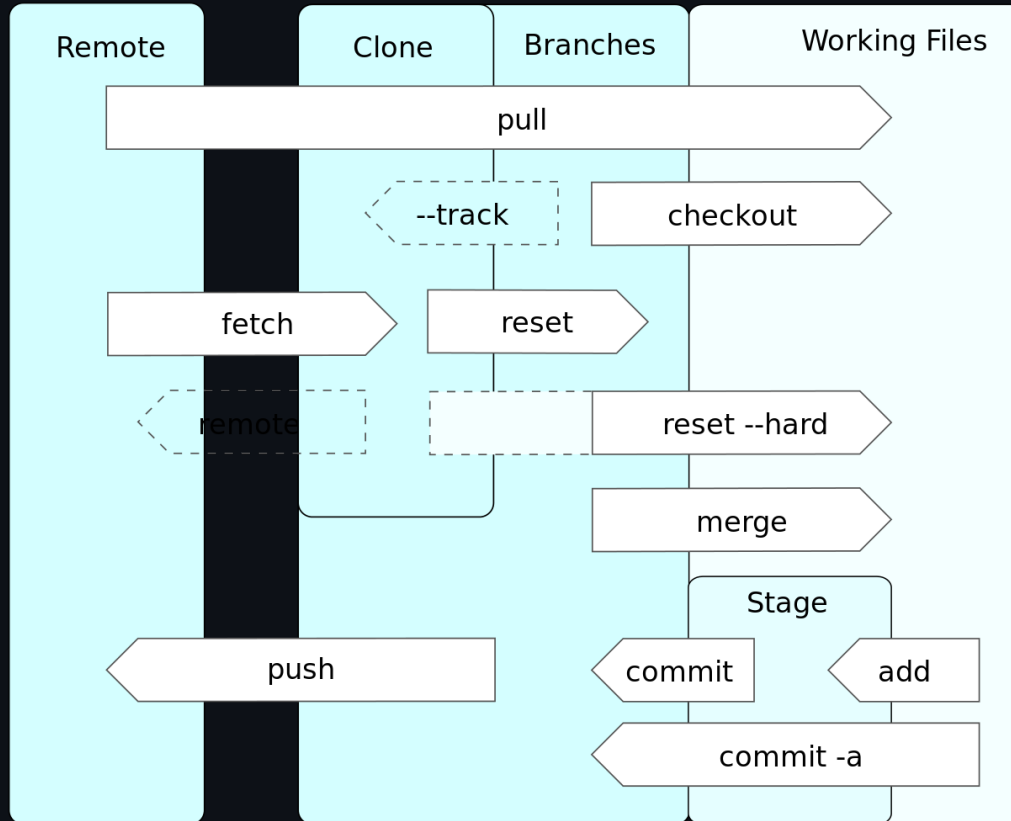 Remote
Clone
Branches
Working Files
pull
--track
checkout
fetch
reset
remote
reset --hard
merge
Stage
push
commit
add
commit -a